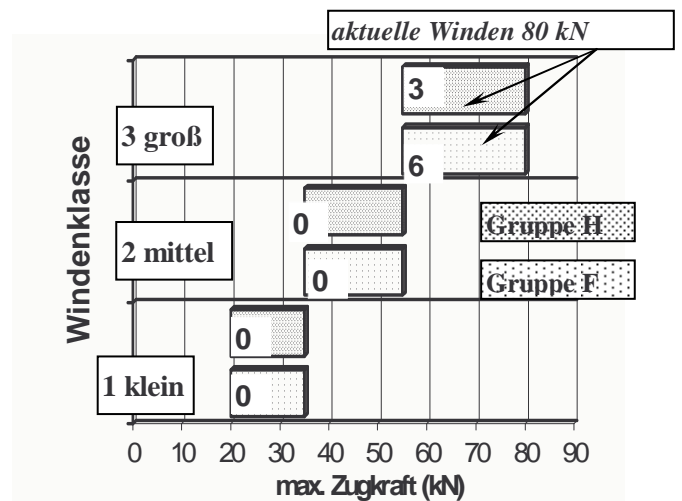 aktuelle Winden 80 kN
3
3 groß
6
0
Gruppe H
2 mittel
0
Gruppe F
Windenklasse
0
1 klein
0
0 10 20 30 40 50 60 70 80 90
max. Zugkraft (kN)